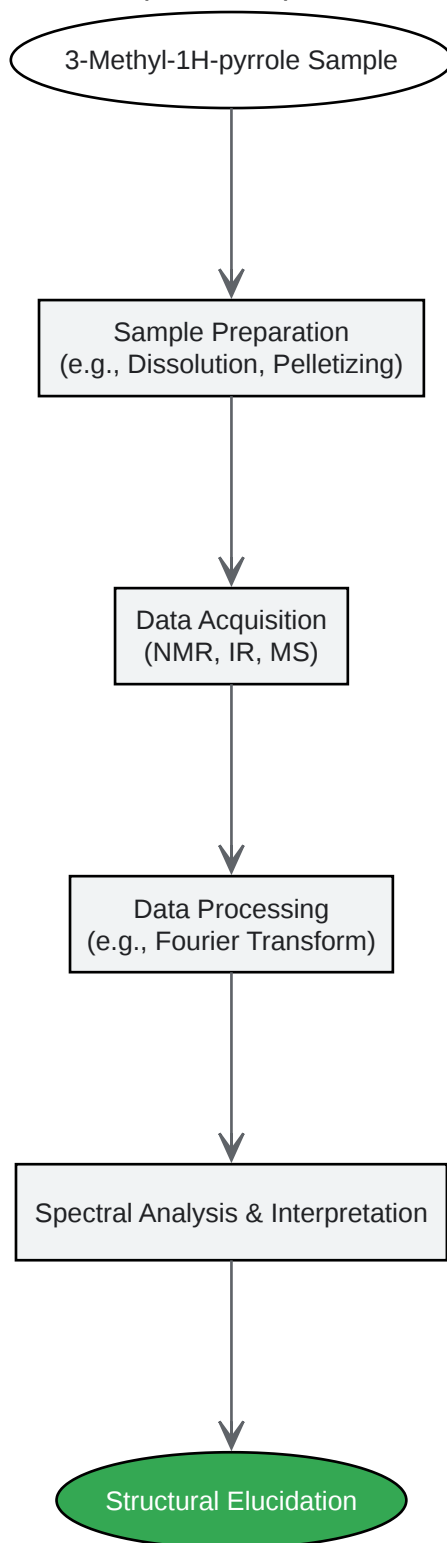 3-Methyl-1H-pyrrole Sample
Sample Preparation
(e.g., Dissolution, Pelletizing)
Data Acquisition
(NMR, IR, MS)
Data Processing
(e.g., Fourier Transform)
Spectral Analysis & Interpretation
Structural Elucidation